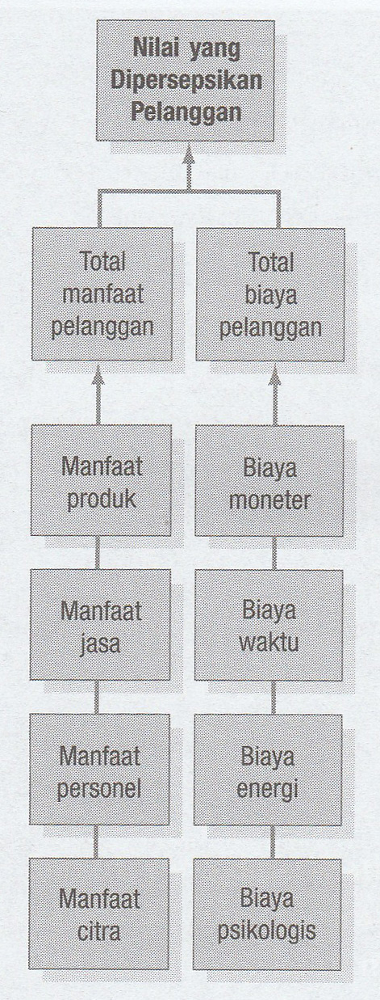 Nilai yang
Dipersepsikan
Pelanggan
Total
manfaat
pelanggan
Total
biaya
pelanggan
Manfaat
produk
Biaya
moneter
Manfaat
jasa
Biaya
waktu
Manfaat
personel
Biaya
energi
Manfaat
citra
Biaya
psikologis